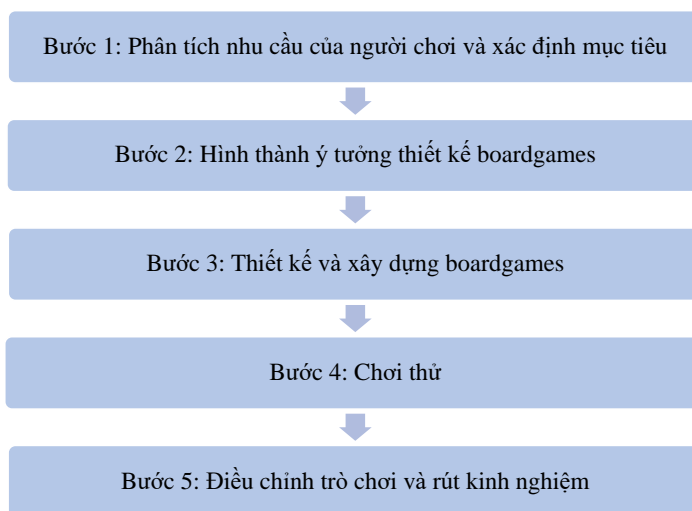 Bước 1: Phân tích nhu cầu của người chơi và xác định mục tiêu
Bước 2: Hình thành ý tưởng thiết kế boardgames
Bước 3: Thiết kế và xây dựng boardgames
Bước 4: Chơi thử
Bước 5: Điều chỉnh trò chơi và rút kinh nghiệm